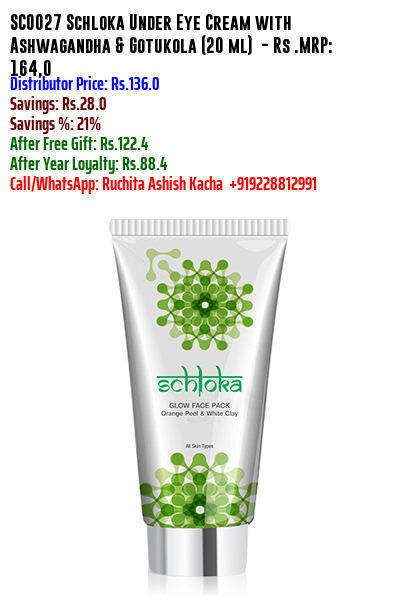 SC0027 Schloka Under Eye Cream with
Ashwagandha & Gotukola (20 ml) - Rs .MRP:
164,0
Distributor Price: Rs.136.0
Savings: Rs.28.0
Savings %: 21%
After Free Gift: Rs.122.4
After Year Loyalty: Rs.88.4
Call/WhatsApp: Ruchita Ashish Kacha +919228812991
schloka
GLOW FACE PACK
Orange Peel & White Clay
All Skin Types